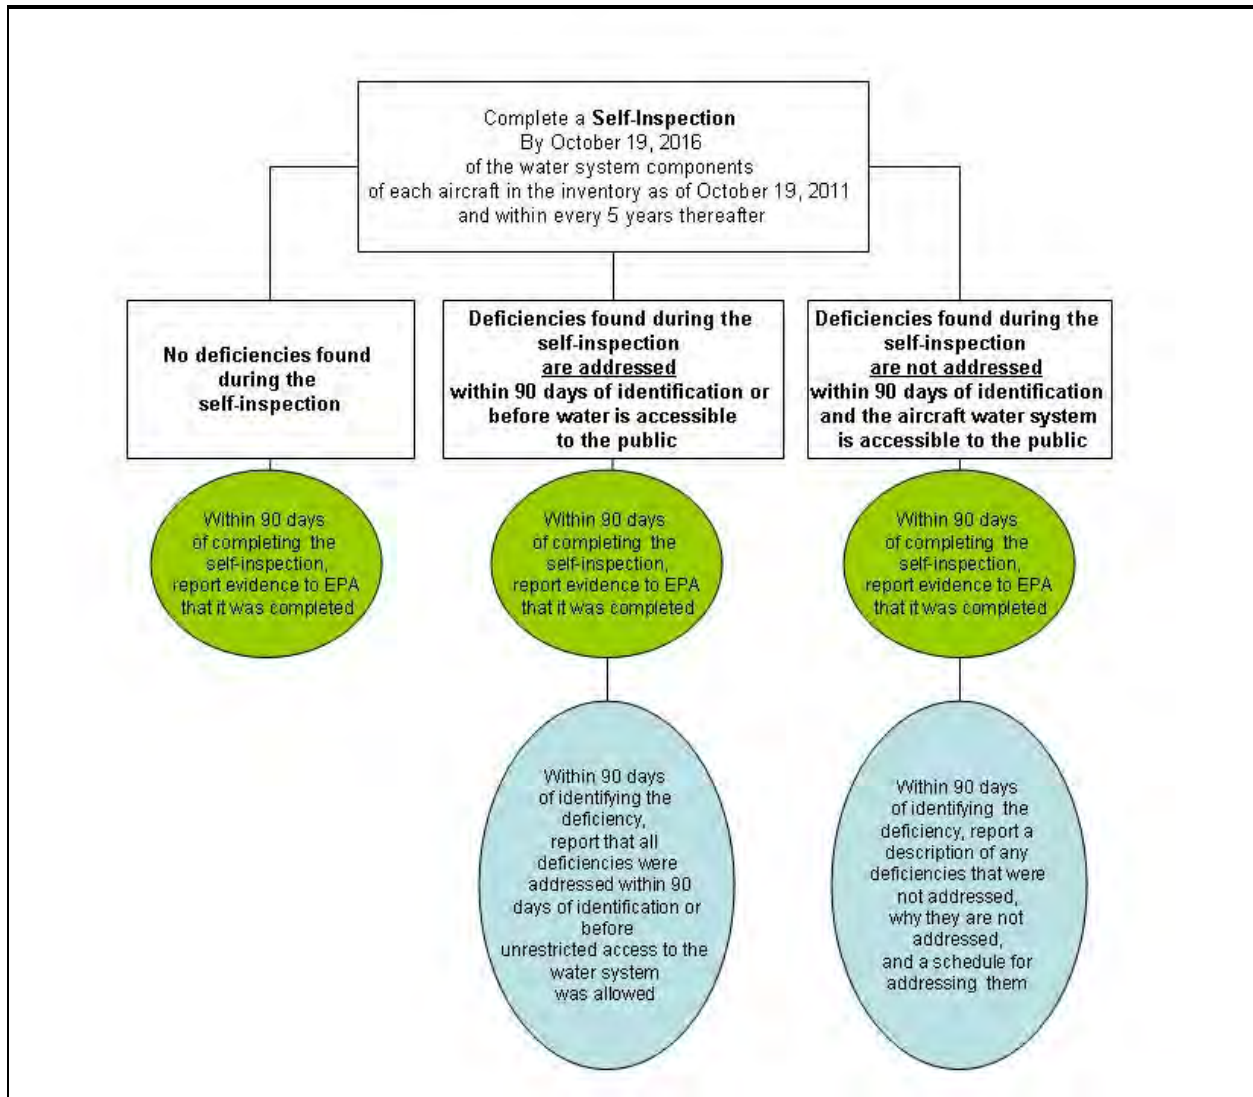 Complete a Self-Inspection
By October 19, 2016
of the water system components
of each aircraft in the inventory as of October 19, 2011
and within every 5 years thereafter
No deficiencies found
during the
self-inspection
Deficiencies found during the
self-inspection
are addressed
within 90 days of identification or
before water is accessible
to the public
Deficiencies found during the
self-inspection
are not addressed
within 90 days of identification
and the aircraft water system
is accessible to the public
Within 90 days
of completing the
self-inspection,
report evidence to EPA
that it was completed
Within 90 days
of completing the
self-inspection,
report evidence to EPA
that it was completed
Within 90 days
of completing the
self-inspection,
report evidence to EPA
that it was completed
Within 90 days
of identifying the
deficiency,
report that all
deficiencies were
addressed within 90
days of identification or
before
unrestricted access to the
water system
was allowed
Within 90 days
of identifying the
deficiency, report a
description of any
deficiencies that were
not addressed,
why they are not
addressed,
and a schedule for
addressing them